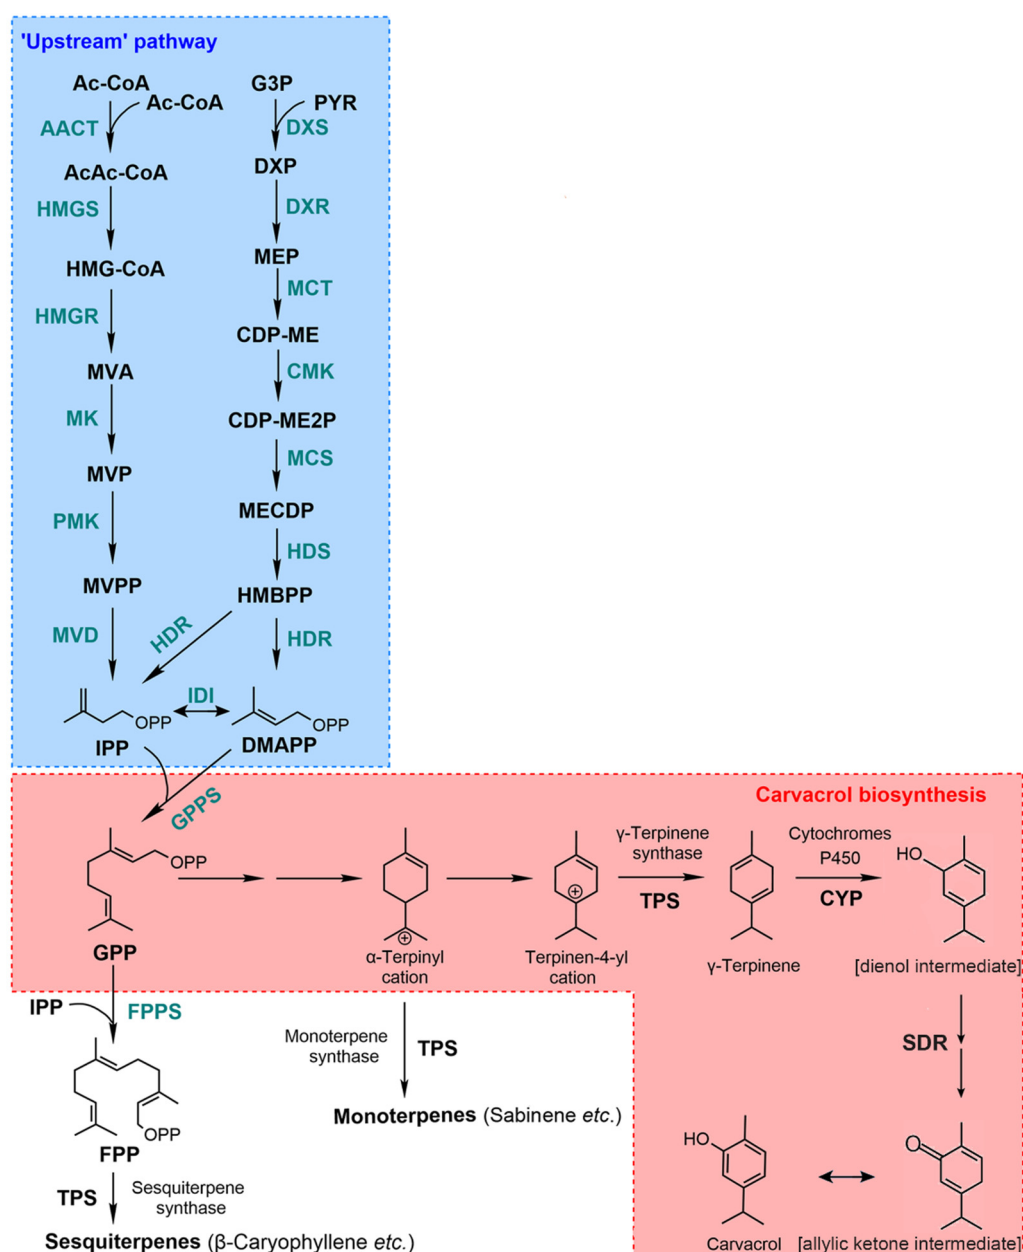 'Upstream' pathway
Ac-CoA
Ac-CoA
AACT
AcAc-CoA
HMGS
HMG-CoA
HMGR
MVA
MK
MVP
PMK
MVPP
MVD
G3P
PYR
DXS
DXP
DXR
MEP
MCT
CDP-ME
CMK
CDP-ME2P
MCS
MECDP
HDS
HMBPP
HDR
HDR
OPP
IPP
IDI
OPP
DMAPP
GPPS
Carvacrol biosynthesis
OPP
GPP
α-Terpinyl
cation
Terpinen-4-yl
cation
γ-Terpinene
synthase
TPS
γ-Terpinene
Cytochromes
P450
CYP
HO
[dienol intermediate]
SDR
O
[allylic ketone intermediate]
HO
Carvacrol
IPP
FPPS
OPP
FPP
TPS
Sesquiterpene
synthase
Sesquiterpenes (β-Caryophyllene etc.)
Monoterpene
synthase
TPS
Monoterpenes (Sabinene etc.)